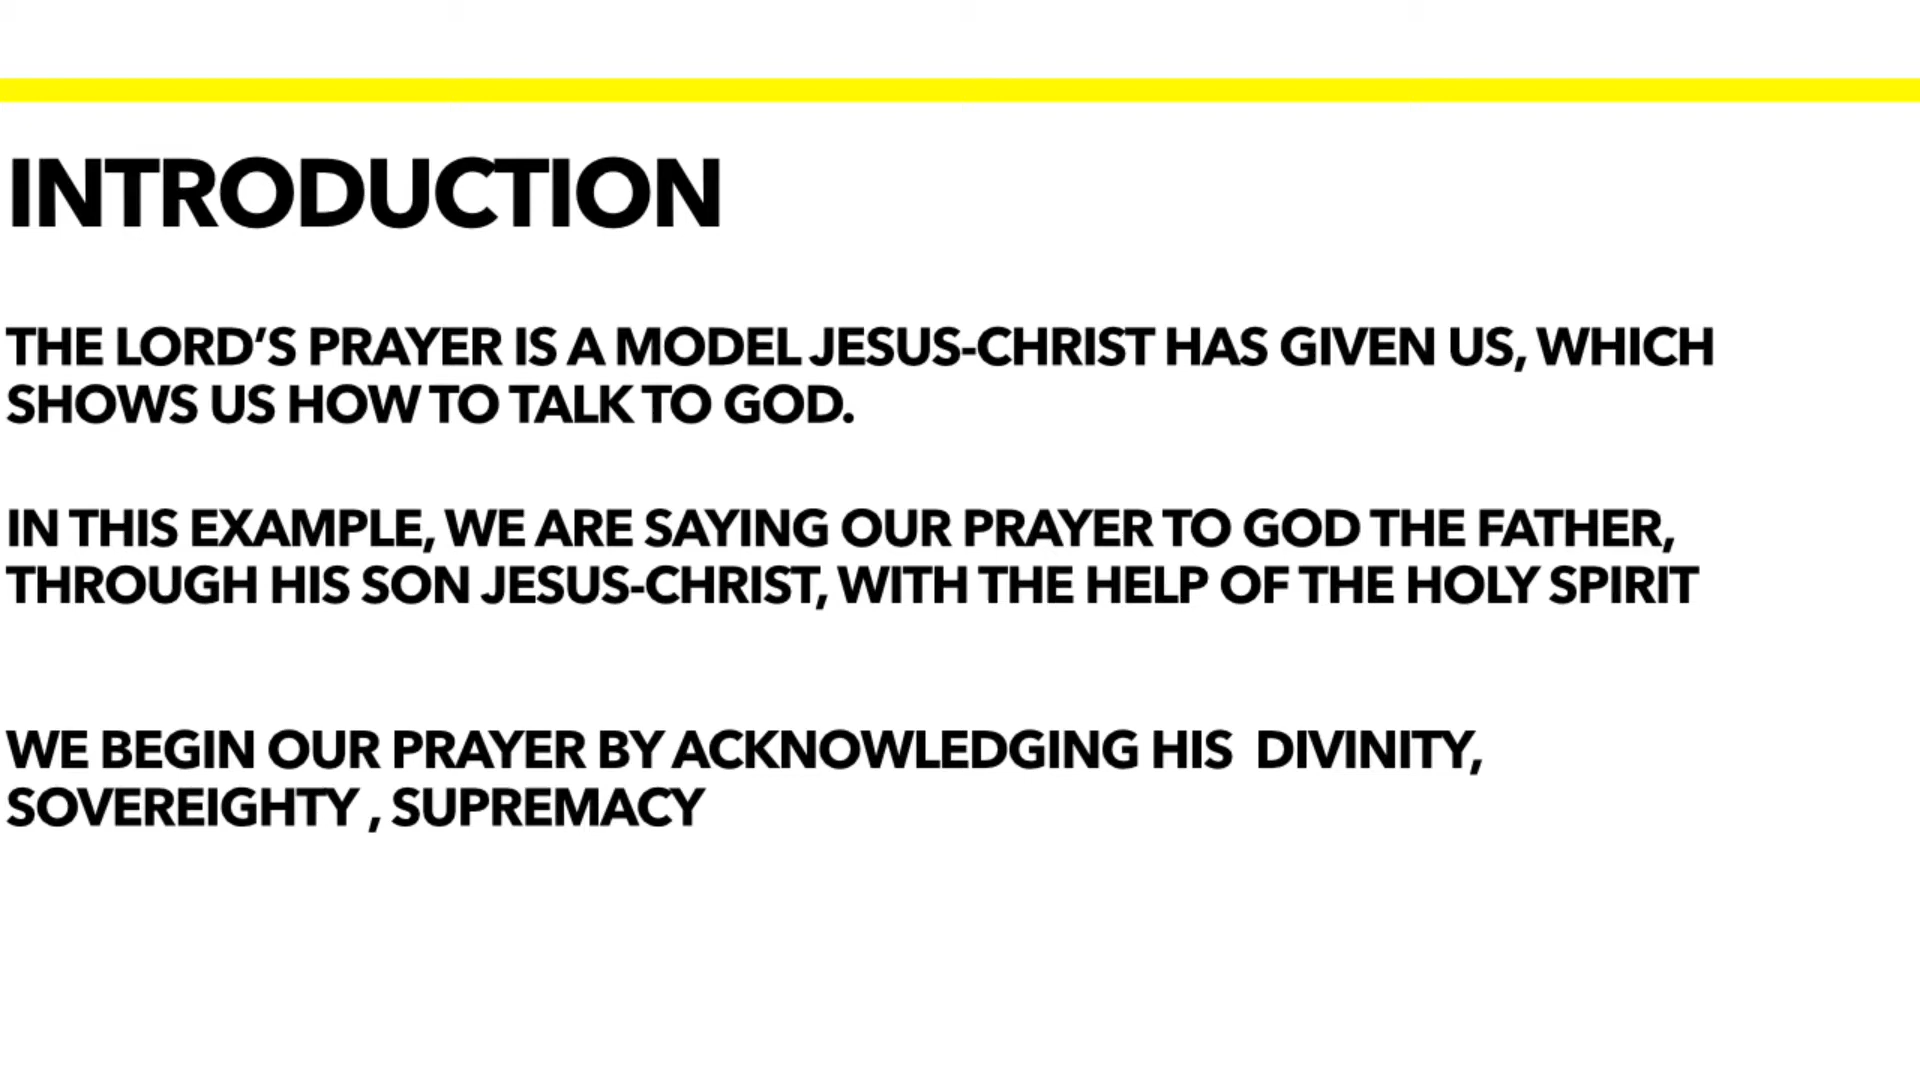 INTRODUCTION
THE LORD’S PRAYER IS A MODEL JESUS-CHRIST HAS GIVEN US, WHICH
SHOWS US HOW TO TALK TO GOD.
IN THIS EXAMPLE, WE ARE SAYING OUR PRAYER TO GOD THE FATHER,
THROUGH HIS SON JESUS-CHRIST, WITH THE HELP OF THE HOLY SPIRIT
WE BEGIN OUR PRAYER BY ACKNOWLEDGING HIS  DIVINITY,
SOVEREIGHTY , SUPREMACY